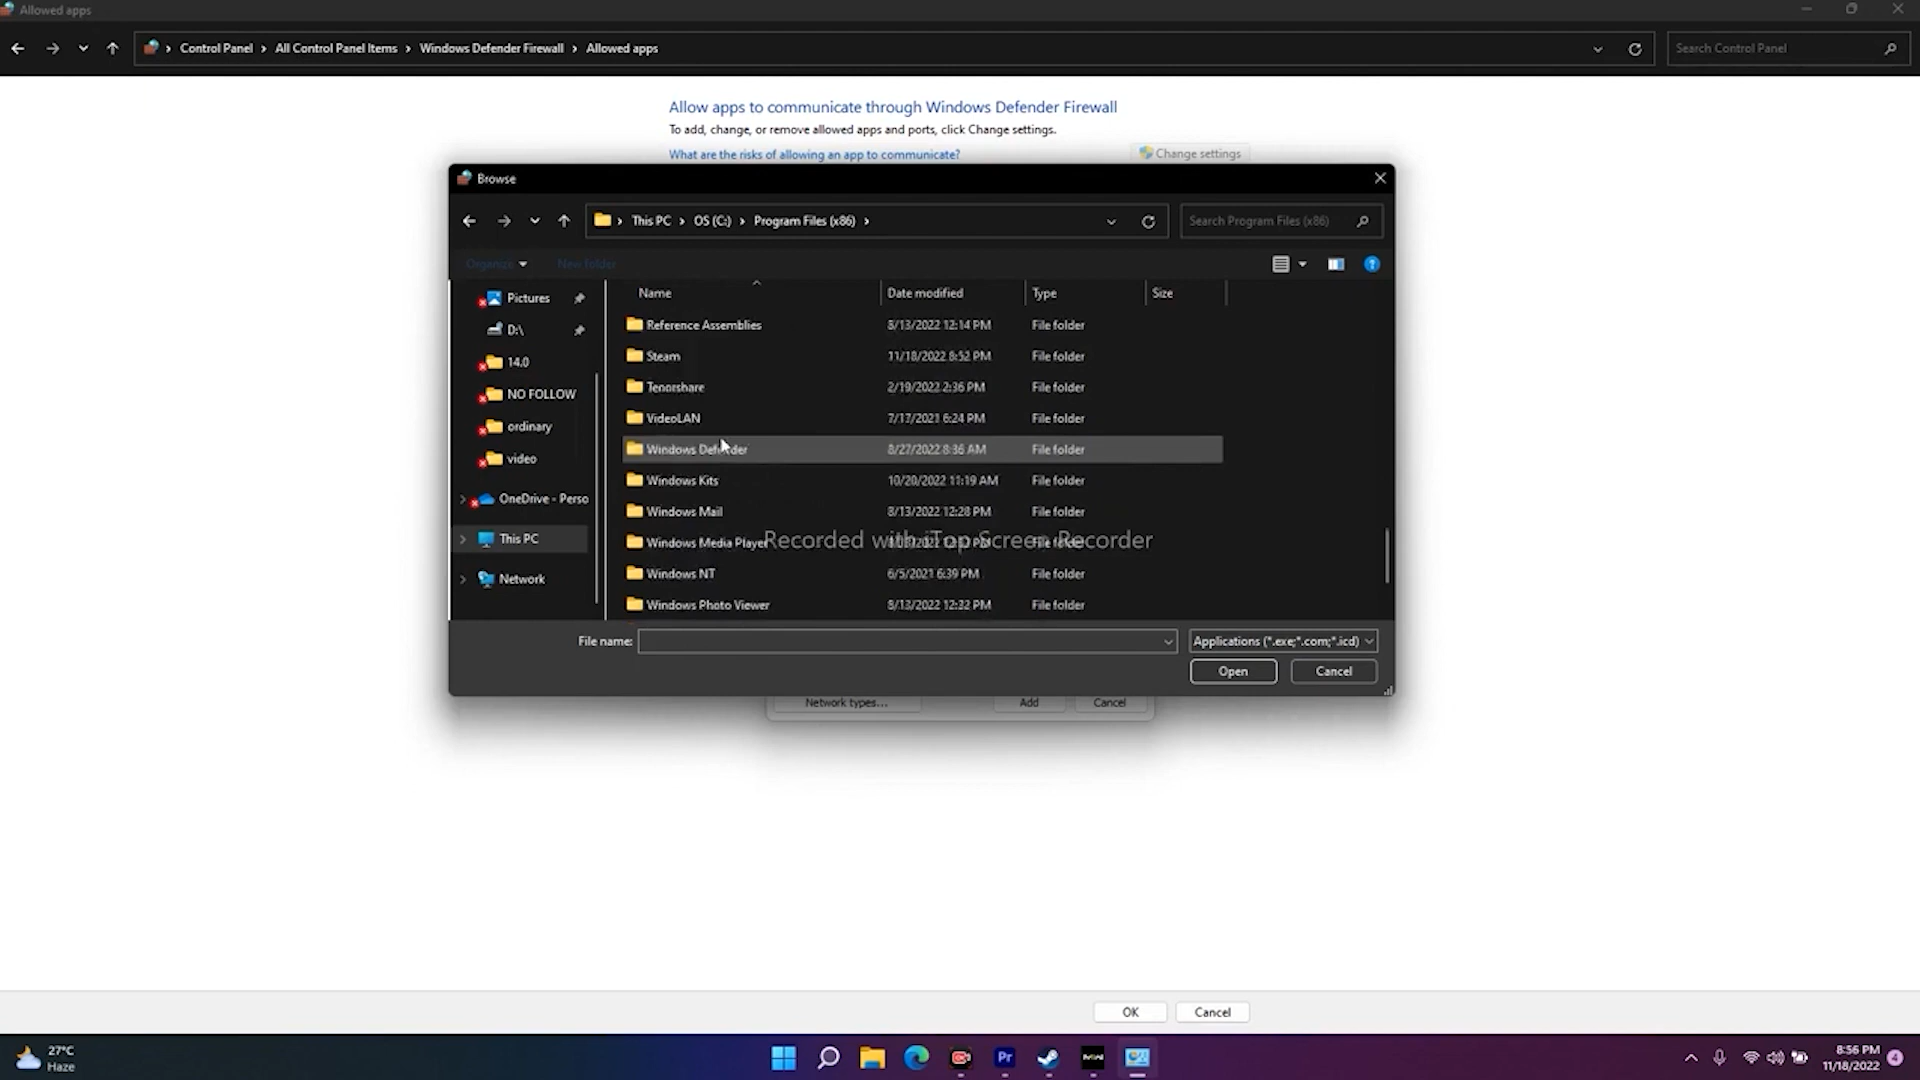 Allowed apps
Control Panel All Control Panel Items Windows Defender Firewall Allowed apps
Search Control Panel
Allow apps to communicate through Windows Defender Firewall
To add, change, or remove allowed apps and ports, click Change settings.
What are the risks of allowing an app to communicate?
Change settings
Browse
This PC OS (C:) Program Files (x86)
Search Program Files (x86)
Organize New folder
Pictures
D:\
14.0
NO FOLLOW
ordinary
video
OneDrive - Perso
This PC
Network
Name Date modified Type Size
Reference Assemblies 8/13/2022 12:14 PM File folder
Steam 11/18/2022 8:52 PM File folder
Tenorshare 2/19/2022 2:36 PM File folder
VideoLAN 7/17/2021 6:24 PM File folder
Windows Defender 8/27/2022 8:36 AM File folder
Windows Kits 10/20/2022 11:19 AM File folder
Windows Mail 8/13/2022 12:28 PM File folder
Windows Media Player File folder
Recorded with iTop Screen Recorder
Windows NT 6/5/2021 6:39 PM File folder
Windows Photo Viewer 8/13/2022 12:32 PM File folder
File name:
Applications (*.exe;*.com;*.icd)
Open Cancel
Network types... Add Cancel
OK Cancel
27°C
Haze
Pr
8:56 PM
11/18/2022
4